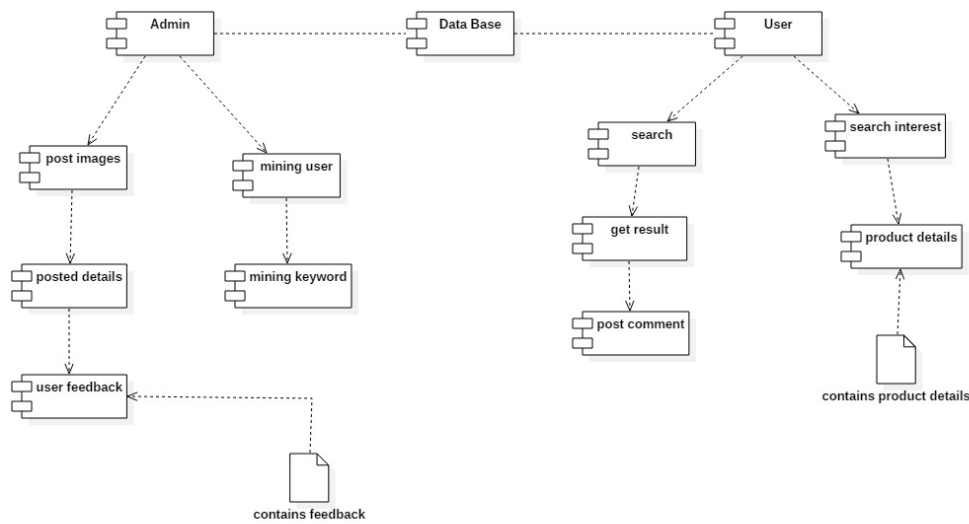 Admin
Data Base
User
search
search interest
post images
mining user
get result
product details
posted details
mining keyword
post comment
user feedback
contains product details
contains feedback